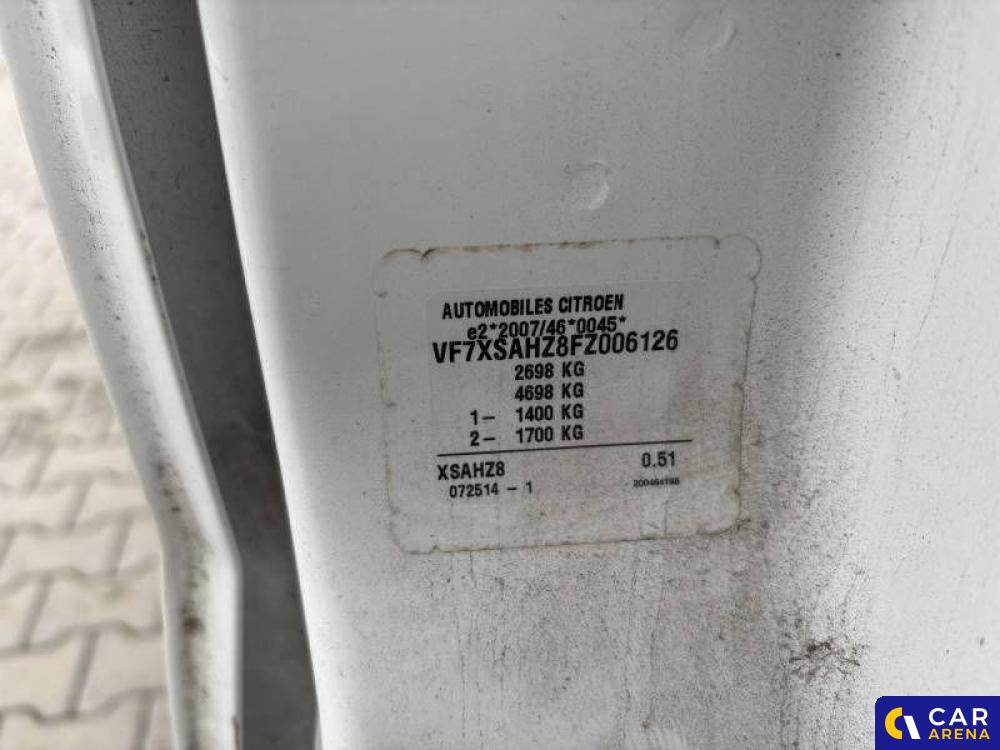 AUTOMOBILES CITROEN
e2*2007/46*0045*
VF7XSAHZ8FZ006126
2698 KG
4698 KG
1- 1400 KG
2- 1700 KG
XSAHZ8 0.51
072514 - 1
CAR
ARENA